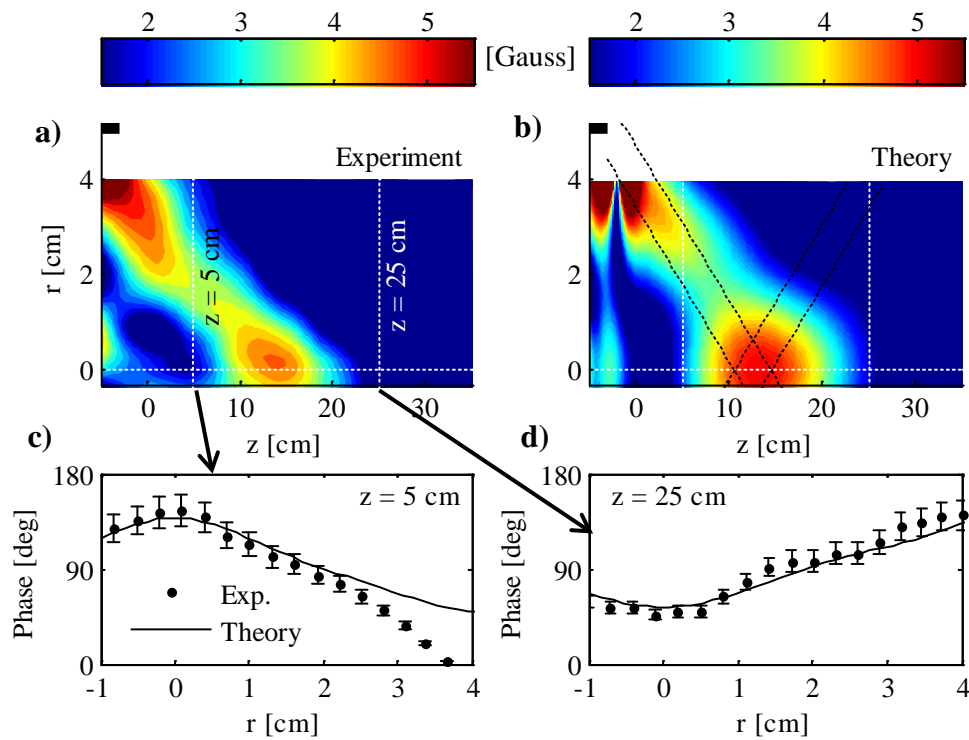 2 3 4 5 [Gauss] 2 3 4 5
a) b)
Experiment Theory
4
2
0
r [cm]
z = 5 cm
z = 25 cm
0 10 20 30 0 10 20 30
z [cm] z [cm]
c) d)
180 180
90 90
0 0
Phase [deg] Phase [deg]
z = 5 cm z = 25 cm
Exp.
Theory
-1 0 1 2 3 4 -1 0 1 2 3 4
r [cm] r [cm]